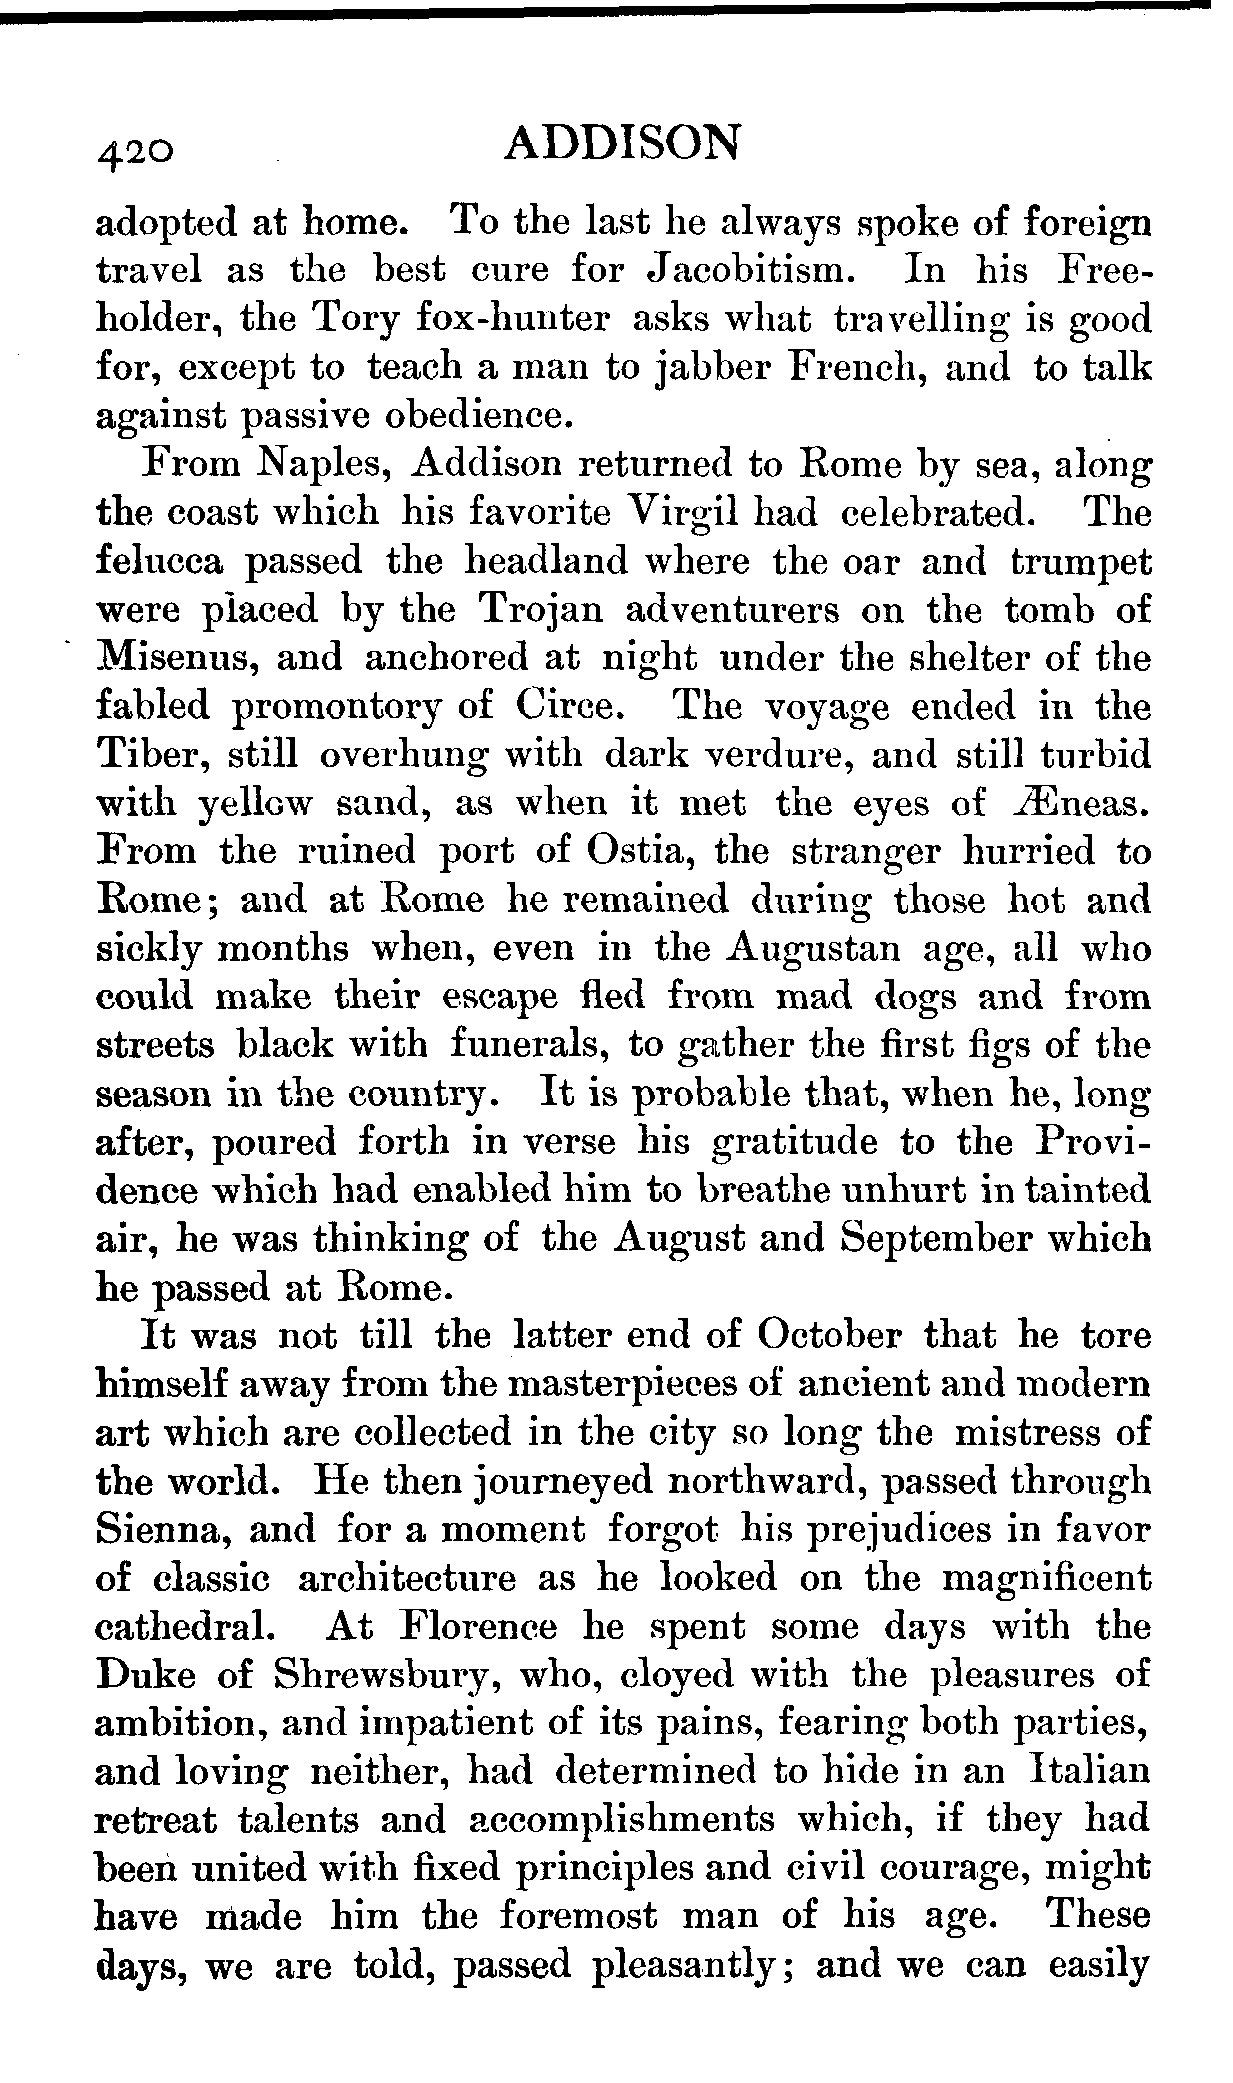 420 ADDISON
adopted at home. To the last he always spoke of foreign
travel as the best cure for Jacobitism. In his Free-
holder, the Tory fox-hunter asks what travelling is good
for, except to teach a man to jabber French, and to talk
against passive obedience.
From Naples, Addison returned to Rome by sea, along
the coast which his favorite Virgil had celebrated. The
felucca passed the headland where the oar and trumpet
were placed by the Trojan adventurers on the tomb of
Misenus, and anchored at night under the shelter of the
fabled promontory of Circe. The voyage ended in the
Tiber, still overhung with dark verdure, and still turbid
with yellow sand, as when it met the eyes of Æneas.
From the ruined port of Ostia, the stranger hurried to
Rome; and at Rome he remained during those hot and
sickly months when, even in the Augustan age, all who
could make their escape fled from mad dogs and from
streets black with funerals, to gather the first figs of the
season in the country. It is probable that, when he, long
after, poured forth in verse his gratitude to the Provi-
dence which had enabled him to breathe unhurt in tainted
air, he was thinking of the August and September which
he passed at Rome.
It was not till the latter end of October that he tore
himself away from the masterpieces of ancient and modern
art which are collected in the city so long the mistress of
the world. He then journeyed northward, passed through
Sienna, and for a moment forgot his prejudices in favor
of classic architecture as he looked on the magnificent
cathedral. At Florence he spent some days with the
Duke of Shrewsbury, who, cloyed with the pleasures of
ambition, and impatient of its pains, fearing both parties,
and loving neither, had determined to hide in an Italian
retreat talents and accomplishments which, if they had
been united with fixed principles and civil courage, might
have made him the foremost man of his age. These
days, we are told, passed pleasantly; and we can easily